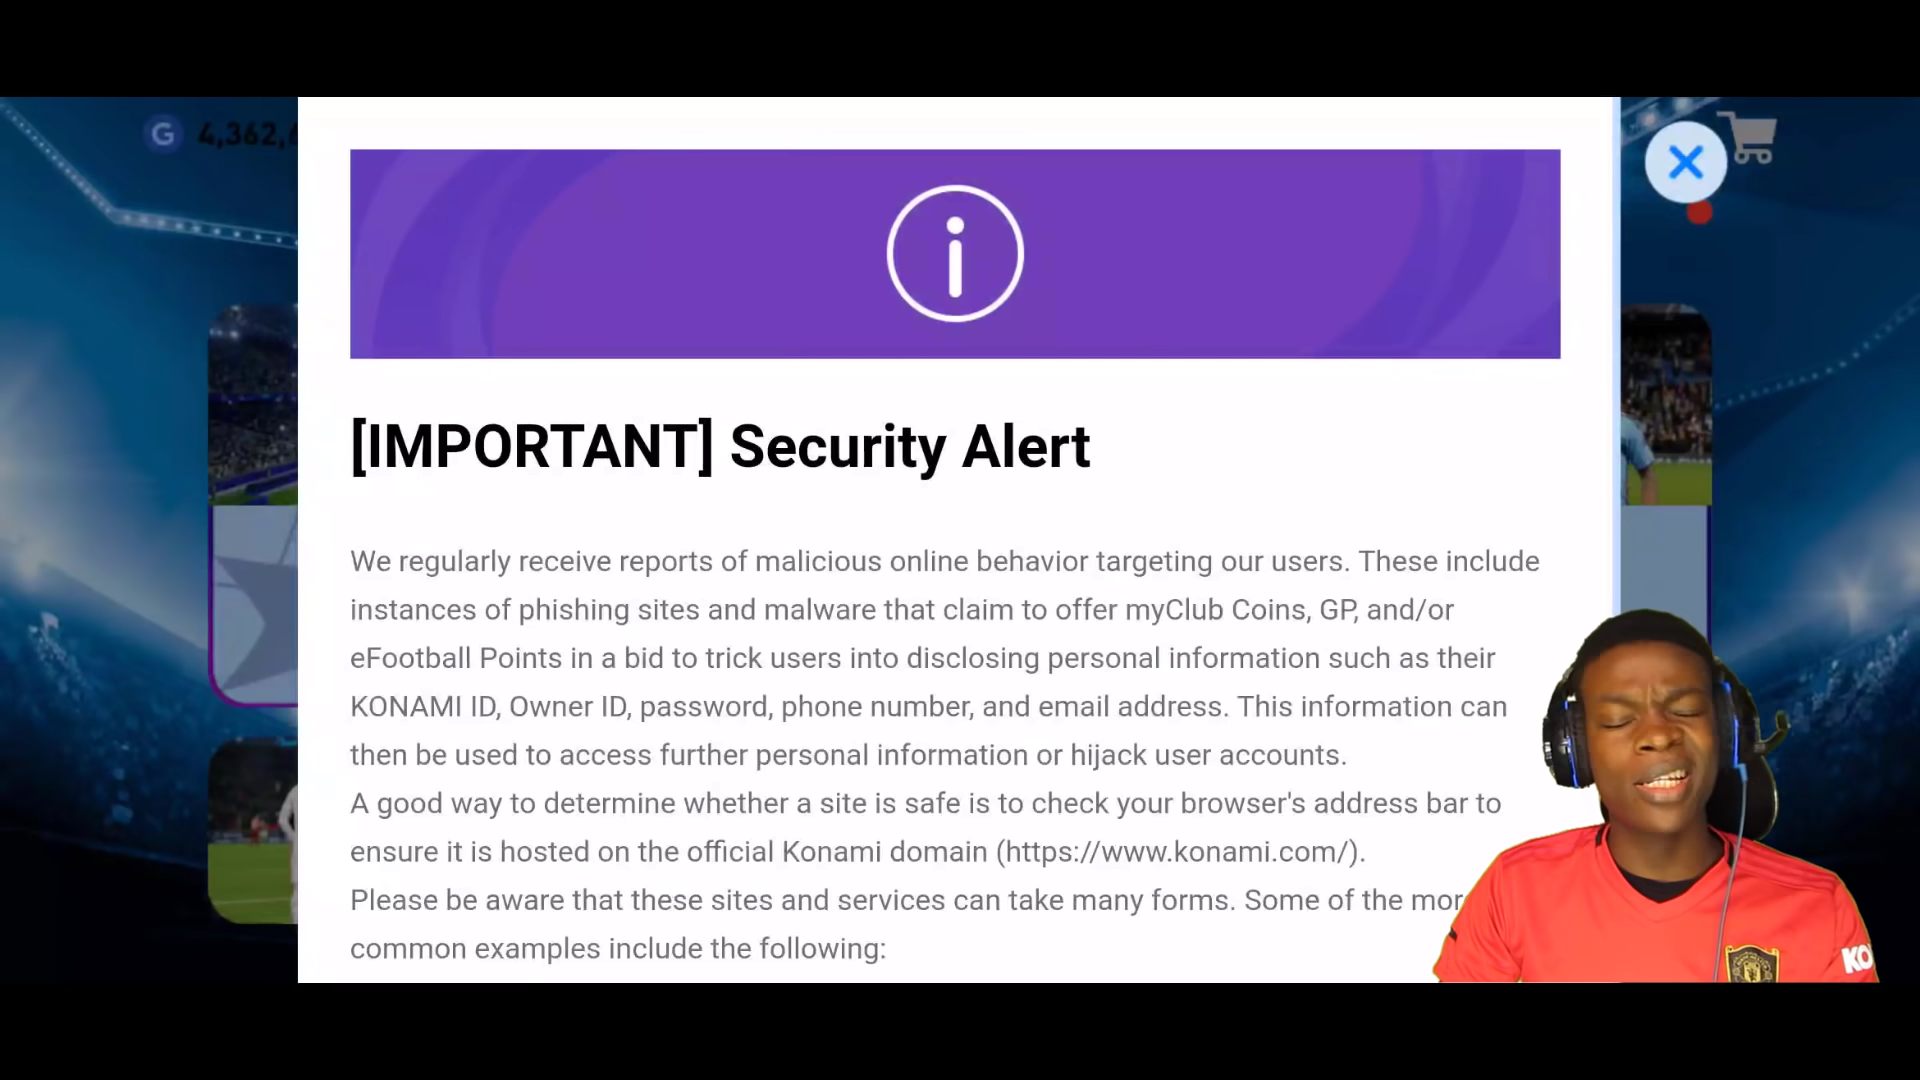 G 4,362,6
[IMPORTANT] Security Alert
We regularly receive reports of malicious online behavior targeting our users. These include
instances of phishing sites and malware that claim to offer myClub Coins, GP, and/or
eFootball Points in a bid to trick users into disclosing personal information such as their
KONAMI ID, Owner ID, password, phone number, and email address. This information can
then be used to access further personal information or hijack user accounts.
A good way to determine whether a site is safe is to check your browser's address bar to
ensure it is hosted on the official Konami domain (https://www.konami.com/).
Please be aware that these sites and services can take many forms. Some of the mor
common examples include the following:
KO